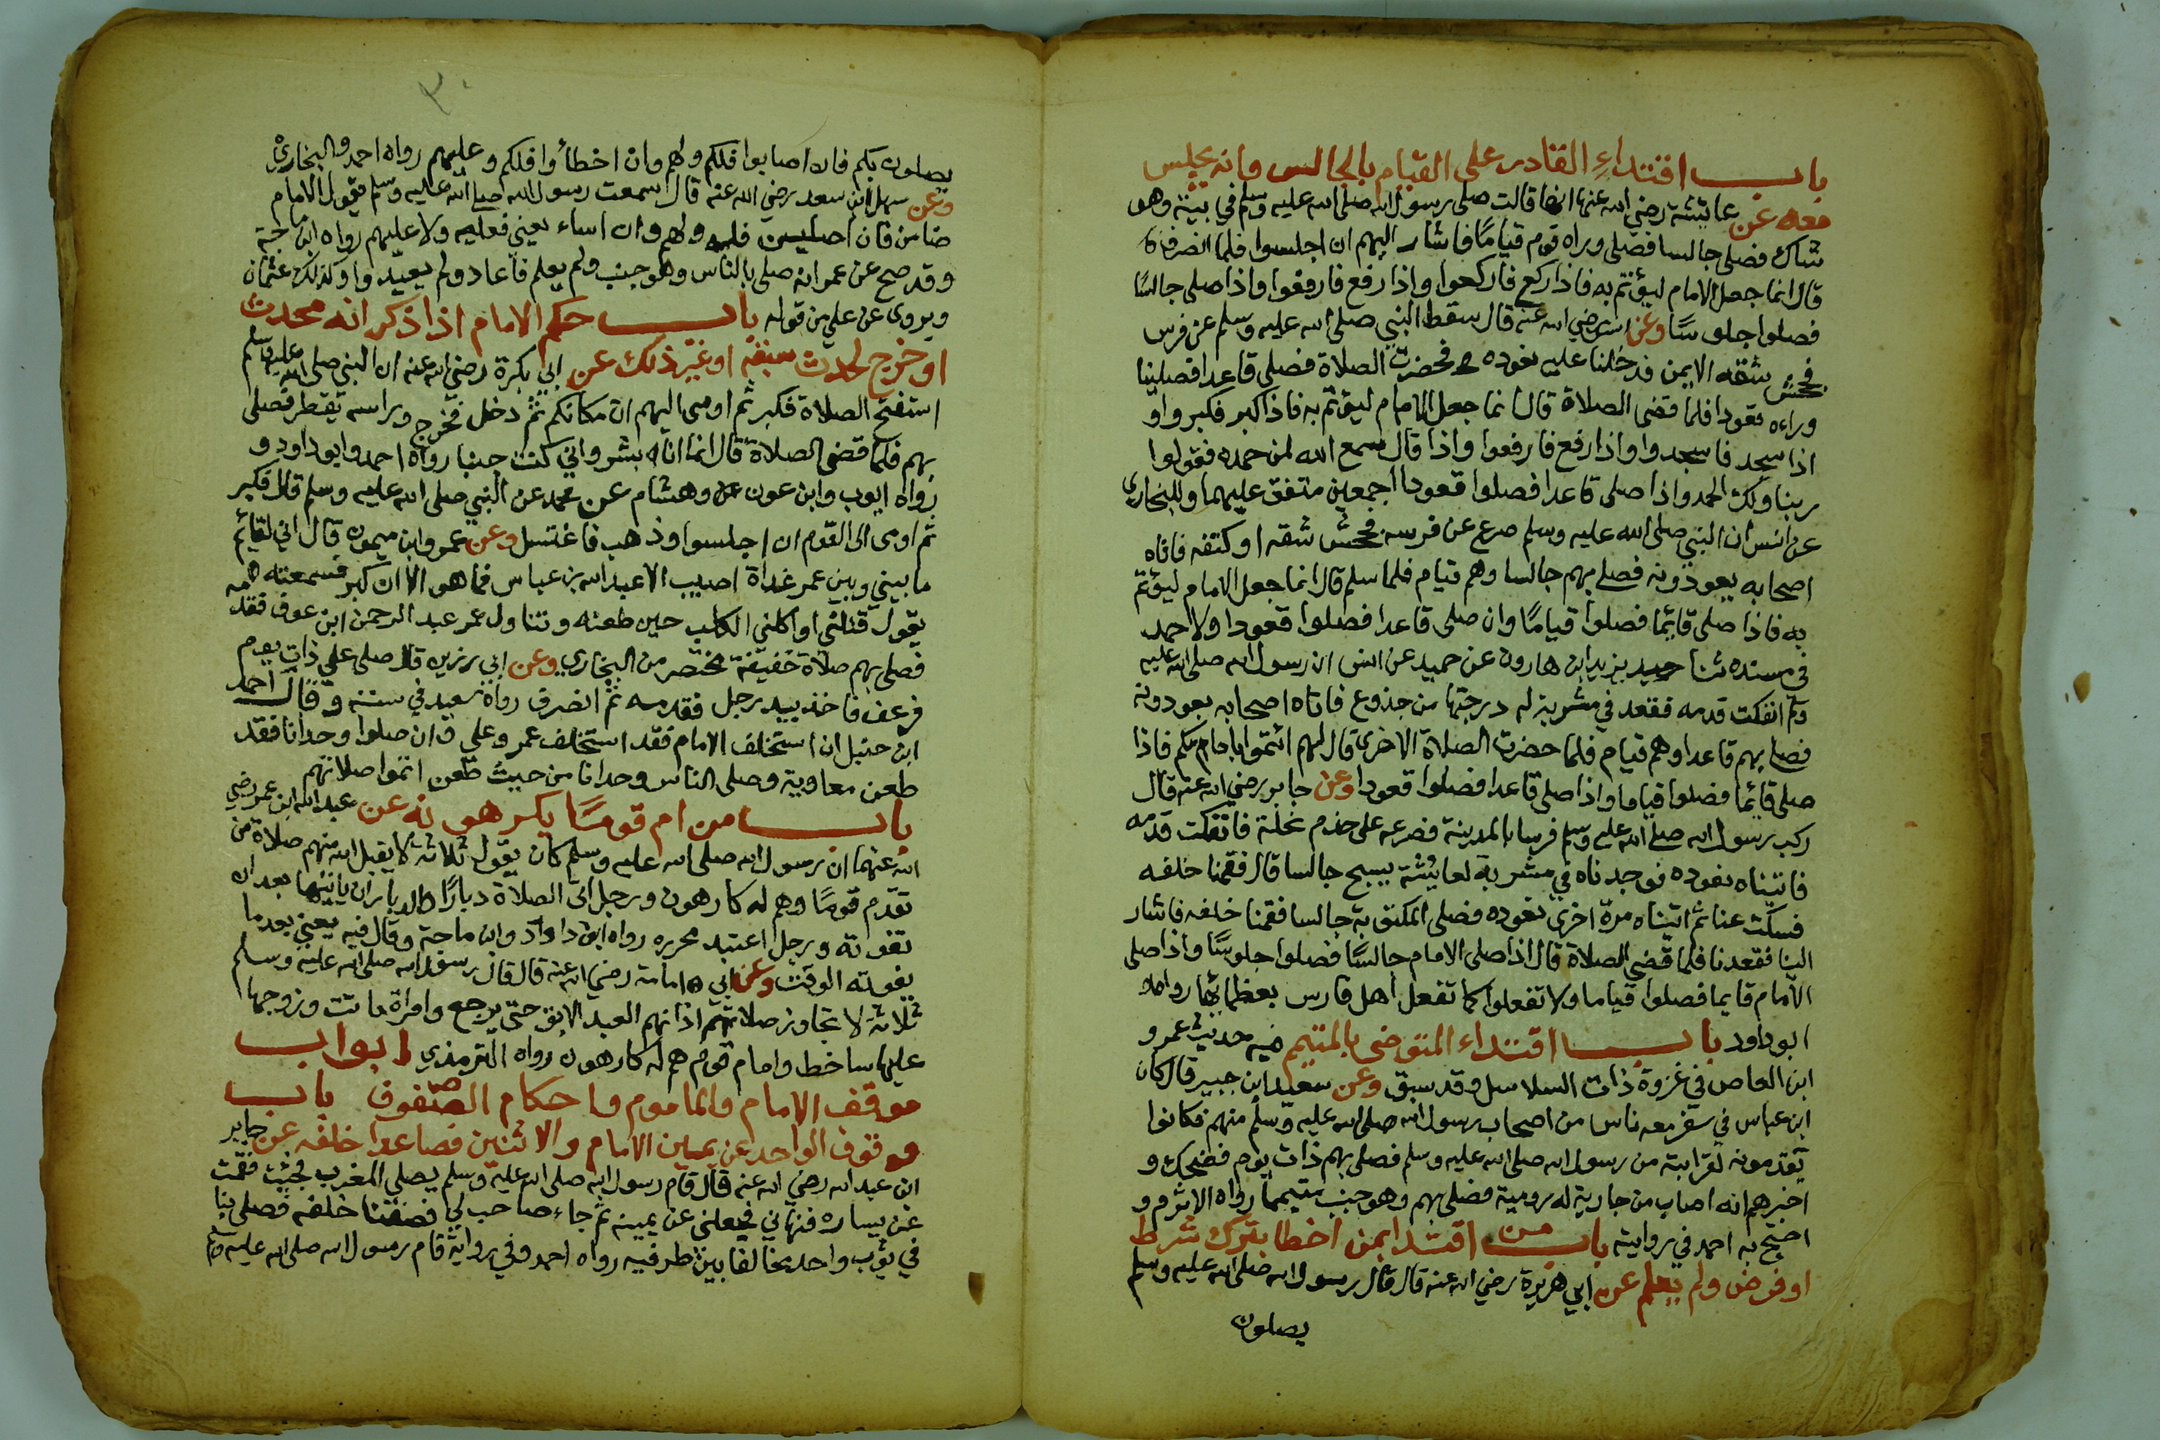 باب اقتداء القادر على القيام بالجالس وانه يجلس
معه عن عايشة رضي الله عنها انها قالت صلى رسول الله صلى الله عليه وسلم في بيته وهو
شاك فصلى جالسا فصلى وراه قوم قياما فاشار اليهم ان اجلسوا فلما انصرف
قال انما جعل الامام ليؤتم به فاذا ركع فاركعوا واذا رفع فارفعوا واذا صلى جالسا
فصلوا جلوسا وعن انس رضي الله عنه قال سقط النبي صلى الله عليه وسلم عن فرس
فجحش شقه الايمن فدخلنا عليه نعوده فحضرت الصلاة فصلى قاعدا فصلينا
وراءه قعودا فلما قضى الصلاة قال انما جعل الامام ليؤتم به فاذا كبر فكبروا و
اذا سجد فاسجدوا واذا رفع فارفعوا واذا قال سمع الله لمن حمده فقولوا
ربنا ولك الحمد واذا صلى قاعدا فصلوا قعودا اجمعين متفق عليهما وللبخاري
عن انس ان النبي صلى الله عليه وسلم صرع عن فرسه فجحش شقه او كتفه فاتاه
اصحابه يعودونه فصلى بهم جالسا وهم قيام فلما سلم قال انما جعل الامام ليؤتم
به فاذا صلى قائما فصلوا قياما وان صلى قاعدا فصلوا قعودا ولاحمد
في مسنده ثنا يزيد ابن هارون عن حميد عن انس ان رسول الله صلى الله عليه
وسلم انفكت قدمه فقعد في مشربة له درجتها من جذوع فاتاه اصحابه يعودونه
فصلى بهم قاعدا وهم قيام فلما حضرت الصلاة الاخرى قال لهم ائتموا بامامكم فاذا
صلى قائما فصلوا قياما واذا صلى قاعدا فصلوا قعودا وعن جابر رضي الله عنه قال
ركب رسول الله صلى الله عليه وسلم فرسا بالمدينة فصرعه على جذم نخلة فانفكت قدمه
فاتيناه نعوده فوجدناه في مشربة لعايشة يسبح جالسا قال فقمنا خلفه
فسكت عنا ثم اتيناه مرة اخرى نعوده فصلى المكتوبة جالسا فقمنا خلفه فاشار
الينا فقعدنا فلما قضى الصلاة قال اذا صلى الامام جالسا فصلوا جلوسا واذا صلى
الامام قايما فصلوا قياما ولا تفعلوا كما تفعل اهل فارس بعظمائها رواه
ابو داود باب اقتداء المتوضي بالمتيمم فيه حديث عمرو
ابن العاص في غزوة ذات السلاسل وقد سبق وعن سعيد ابن جبير قال كان
ابن عباس في سفر معه ناس من اصحاب رسول الله صلى الله عليه وسلم منهم فكانوا
يقدمونه لقرابته من رسول الله صلى الله عليه وسلم فصلى بهم ذات يوم فضحك و
اخبرهم انه اصاب من جارية له رومية فصلى بهم وهو جنب متيمما رواه الاثرم و
احتج به احمد في روايته باب من اقتدا بمن اخطا بترك شرط
او فرض ولم يعلم عن ابي هريرة رضي الله عنه قال قال رسول الله صلى الله عليه وسلم
يصلون
٣٠
يصلون بكم فان اصابوا فلكم ولهم وان اخطأوا فلكم وعليهم رواه احمد والبخاري
وعن سهل ابن سعد رضي الله عنه قال سمعت رسول الله صلى الله عليه وسلم يقول الامام
ضامن فان احسن فله ولهم وان اساء يعني فعليه ولا عليهم رواه ابن ماجة
وقد صح عن عمر انه صلى بالناس وهو جنب ولم يعلم فاعاد ولم يعيدوا وكذلك عثمان
ويروى عن علي من قوله باب حكم الامام اذا ذكر انه محدث
او خرج لحدث سبقه او غير ذلك عن ابي بكرة رضي الله عنه ان النبي صلى الله عليه وسلم
استفتح الصلاة فكبر ثم اومى اليهم ان مكانكم ثم دخل فخرج وراسه يقطر فصلى
بهم فلما قضى الصلاة قال انما انا بشر واني كنت جنبا رواه احمد وابو داود و
رواه ايوب وابن عون وهشام عن محمد عن النبي صلى الله عليه وسلم قال فكبر
ثم اومى الى القوم ان اجلسوا وذهب فاغتسل وعن عمرو ابن ميمون قال اني لقائم
ما بيني وبين عمر غداة اصيب الا عبد الله بن عباس فما هو الا ان كبر فسمعته
يقول قتلني او اكلني الكلب حين طعنه وتناول عمر عبد الرحمن ابن عوف فقدمه
فصلى بهم صلاة خفيفة مختصر من البخاري وعن ابي رزين قال صلى علي ذات يوم
فرعف فاخذ بيد رجل فقدمه ثم انصرف رواه سعيد في سننه وقال احمد
ابن حنبل ان استخلف الامام فقد استخلف عمر وعلي وان صلوا وحدانا فقد
طعن معاوية وصلى الناس وحدانا من حيث طعن اتموا صلاتهم
باب من ام قوما يكرهونه عن عبد الله ابن عمر رضي
الله عنهما ان رسول الله صلى الله عليه وسلم كان يقول ثلاثة لا يقبل الله منهم صلاة من
تقدم قوما وهم له كارهون ورجل اتى الصلاة دبارا والدبار ان ياتيها بعد ان
تفوته ورجل اعتبد محرره رواه ابو داود وابن ماجة وقال فيه يعني بعد ما
يفوته الوقت وعن ابي امامة رضي الله عنه قال قال رسول الله صلى الله عليه وسلم
ثلاثة لا تجاوز صلاتهم اذانهم العبد الابق حتى يرجع وامراة باتت وزوجها
عليها ساخط وامام قوم هم له كارهون رواه الترمذي ابواب
موقف الامام والماموم واحكام الصفوف باب
وقوف الواحد عن يمين الامام والاثنين فصاعدا خلفه عن جابر
ابن عبد الله رضي الله عنه قال قام رسول الله صلى الله عليه وسلم يصلي المغرب فجئت فقمت
عن يساره فنهاني فجعلني عن يمينه ثم جاء صاحب لي فصففنا خلفه فصلى بنا
في ثوب واحد مخالفا بين طرفيه رواه احمد وفي رواية قام رسول الله صلى الله عليه وسلم